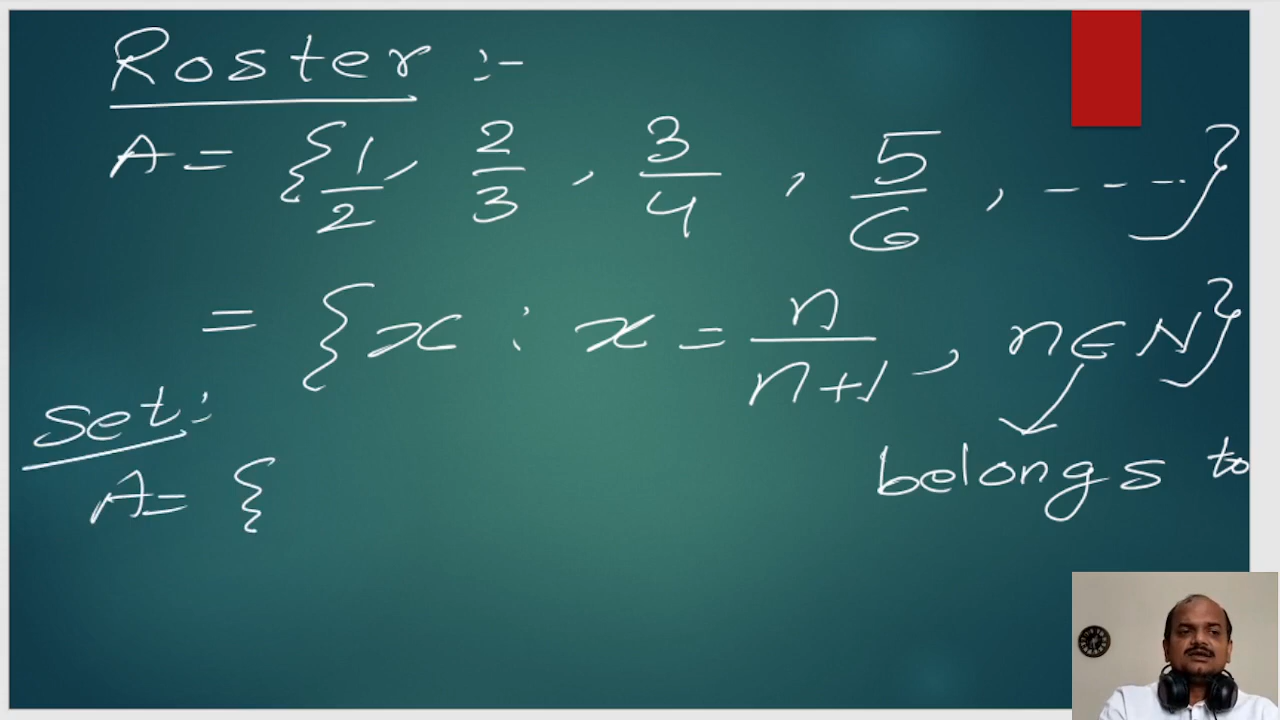 Roster :-
A = { 1/2, 2/3, 3/4, 5/6, ---- }
= { x : x = n/n+1, n ∈ N }
belongs to
Set :
A = {